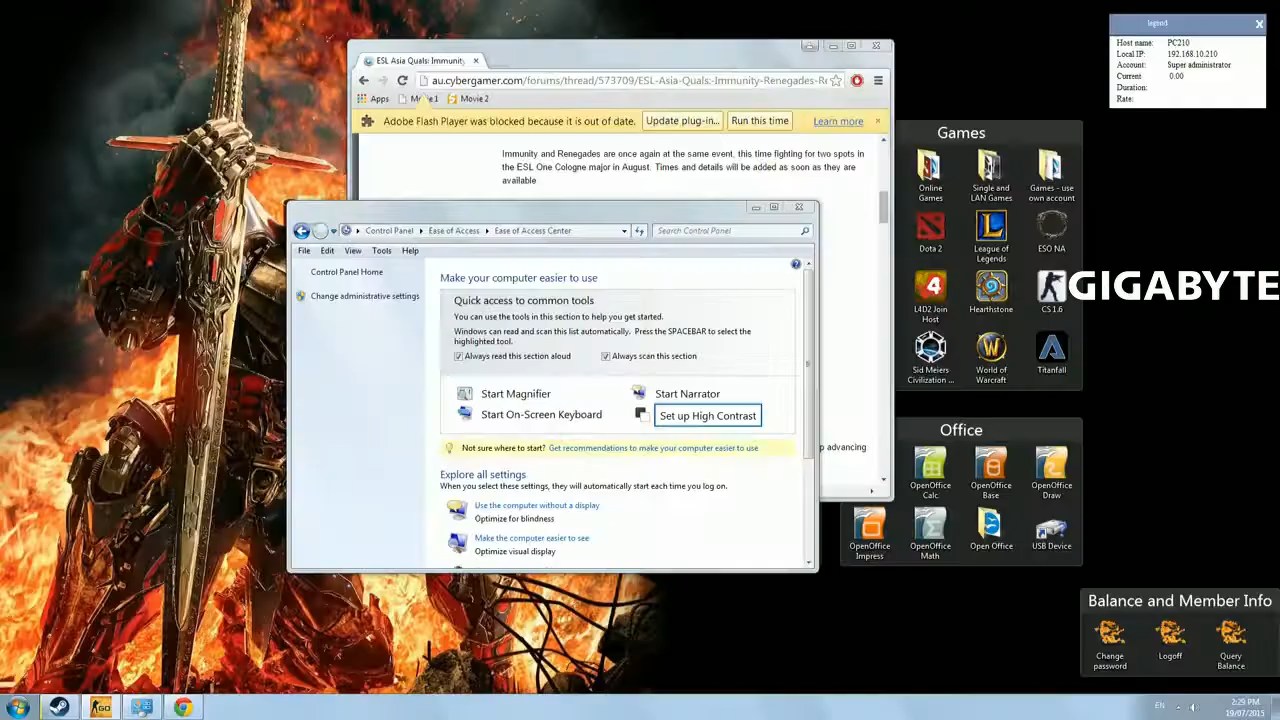 legend
Host name: PC210
Local IP: 192.168.10.210
Account: Super administrator
Current 0.00
Duration:
Rate:
ESL Asia Quals: Immunity
au.cybergamer.com/forums/thread/573709/ESL-Asia-Quals:-Immunity-Renegades-R
Apps
Movie 2
Adobe Flash Player was blocked because it is out of date.
Update plug-in...
Run this time
Learn more
Immunity and Renegades are once again at the same event, this time fighting for two spots in
the ESL One Cologne major in August. Times and details will be added as soon as they are
available
Control Panel
Ease of Access
Ease of Access Center
Search Control Panel
File Edit View Tools Help
Control Panel Home
Change administrative settings
Make your computer easier to use
Quick access to common tools
You can use the tools in this section to help you get started.
Windows can read and scan this list automatically. Press the SPACEBAR to select the
highlighted tool.
Always read this section aloud
Always scan this section
Start Magnifier
Start Narrator
Start On-Screen Keyboard
Set up High Contrast
Not sure where to start? Get recommendations to make your computer easier to use
Explore all settings
When you select these settings, they will automatically start each time you log on.
Use the computer without a display
Optimize for blindness
Make the computer easier to see
Optimize visual display
p advancing
Games
Online
Games
Single and
LAN Games
Games - use
own account
Dota 2
League of
Legends
ESO NA
L4D2 Join
Host
Hearthstone
CS 1.6
GIGABYTE
Sid Meiers
Civilization ...
World of
Warcraft
Titanfall
Office
OpenOffice
Calc
OpenOffice
Base
OpenOffice
Draw
OpenOffice
Impress
OpenOffice
Math
Open Office
USB Device
Balance and Member Info
Change
password
Logoff
Query
Balance
EN
2:29 PM
19/07/2015